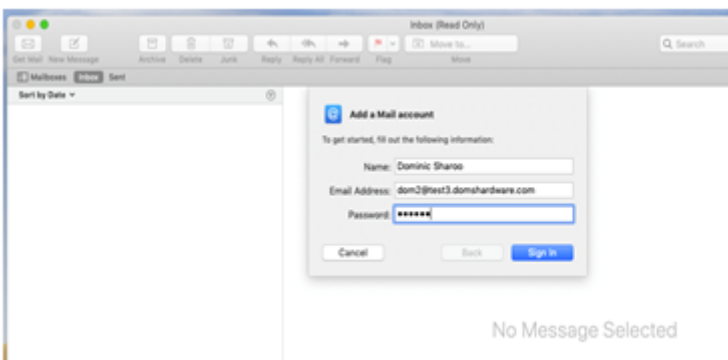 Inbox (Read Only)
Get Mail New Message Archive Delete Junk Reply Reply All Forward Flag Move to... Move Search
Mailboxes Inbox Sent
Sort by Date
Add a Mail account
To get started, fill out the following information:
Name: Dominic Sharoo
Email Address: dom2@test3.domshardware.com
Password: ••••••
Cancel Back Sign In
No Message Selected